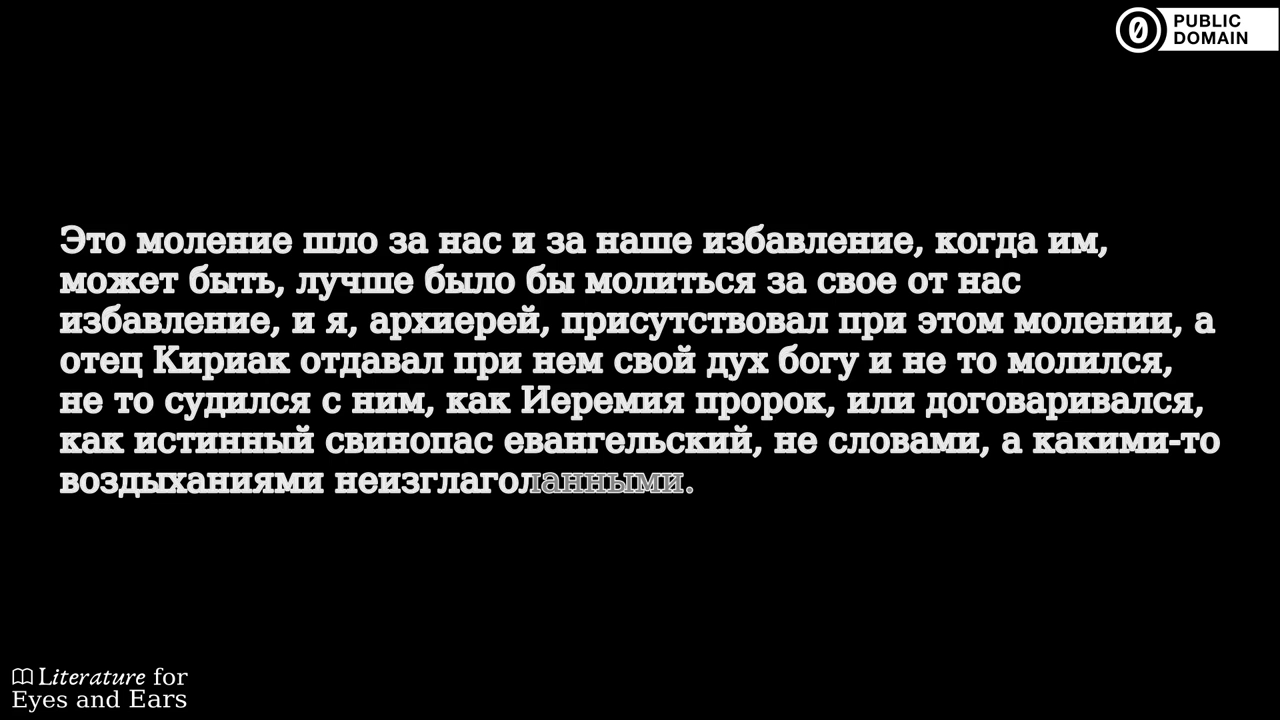 PUBLIC
DOMAIN
Это моление шло за нас и за наше избавление, когда им,
может быть, лучше было бы молиться за свое от нас
избавление, и я, архиерей, присутствовал при этом молении, а
отец Кириак отдавал при нем свой дух богу и не то молился,
не то судился с ним, как Иеремия пророк, или договаривался,
как истинный свинопас евангельский, не словами, а какими-то
воздыханиями неизглаголанными.
Literature for
Eyes and Ears